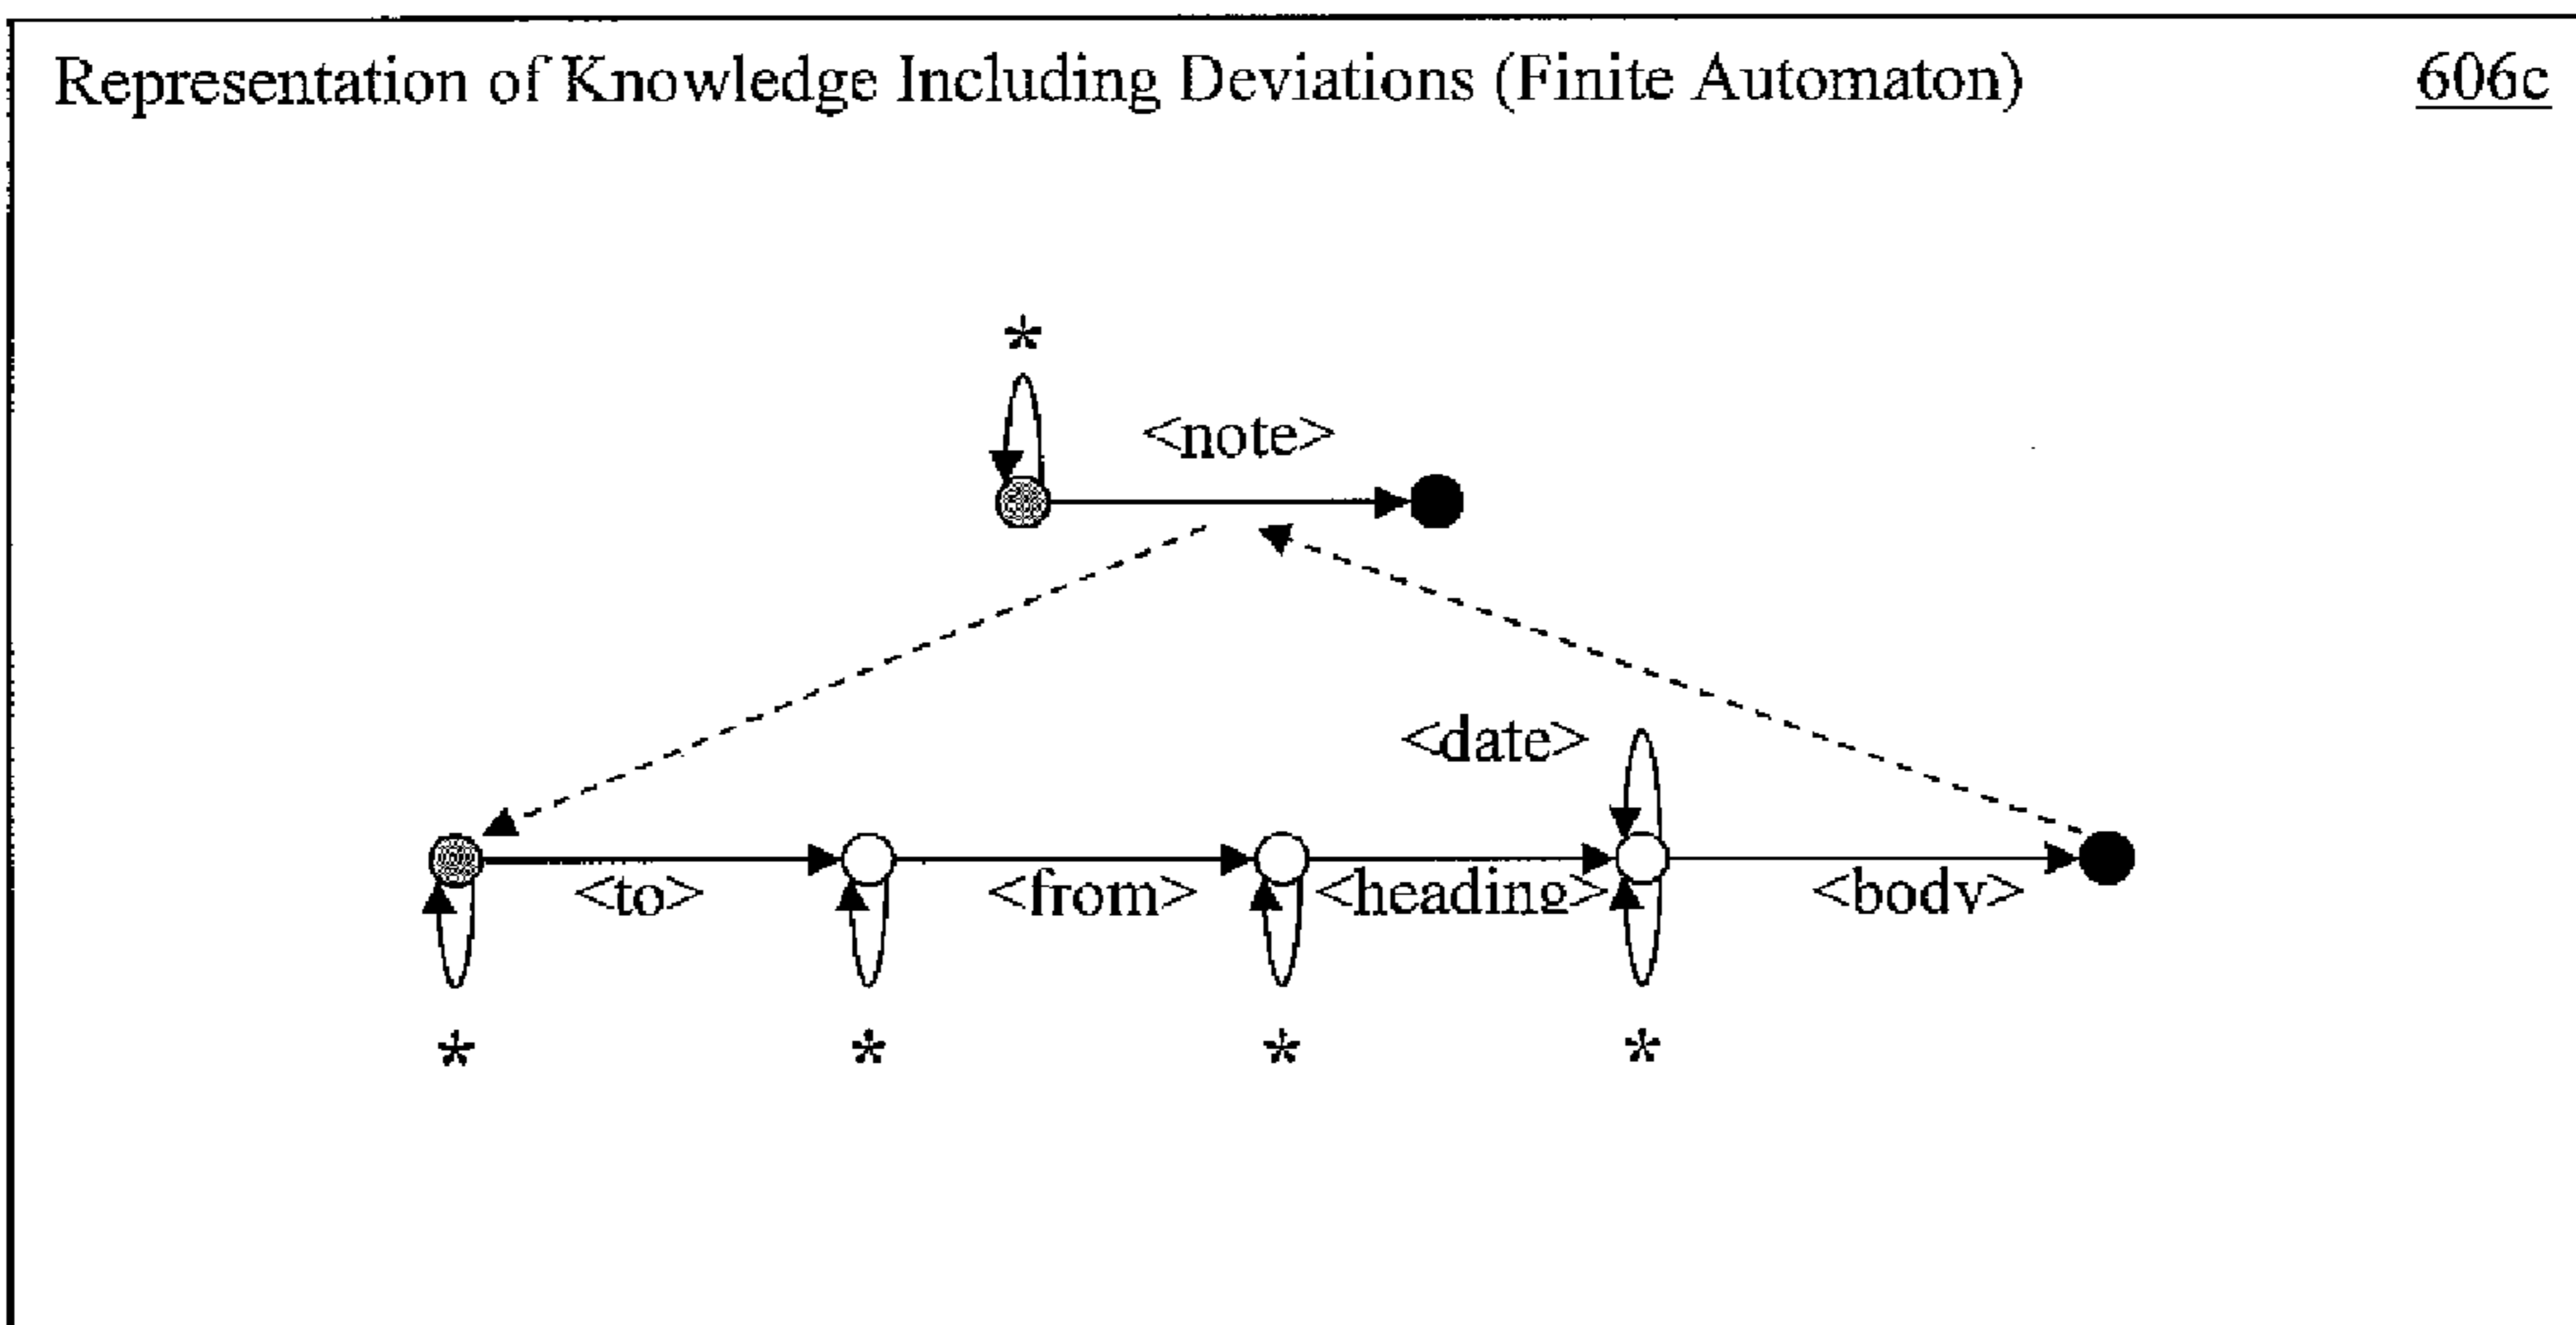 Representation of Knowledge Including Deviations (Finite Automaton) 606c
*
<note>
<date>
<to> <from> <heading> <body>
* * * *